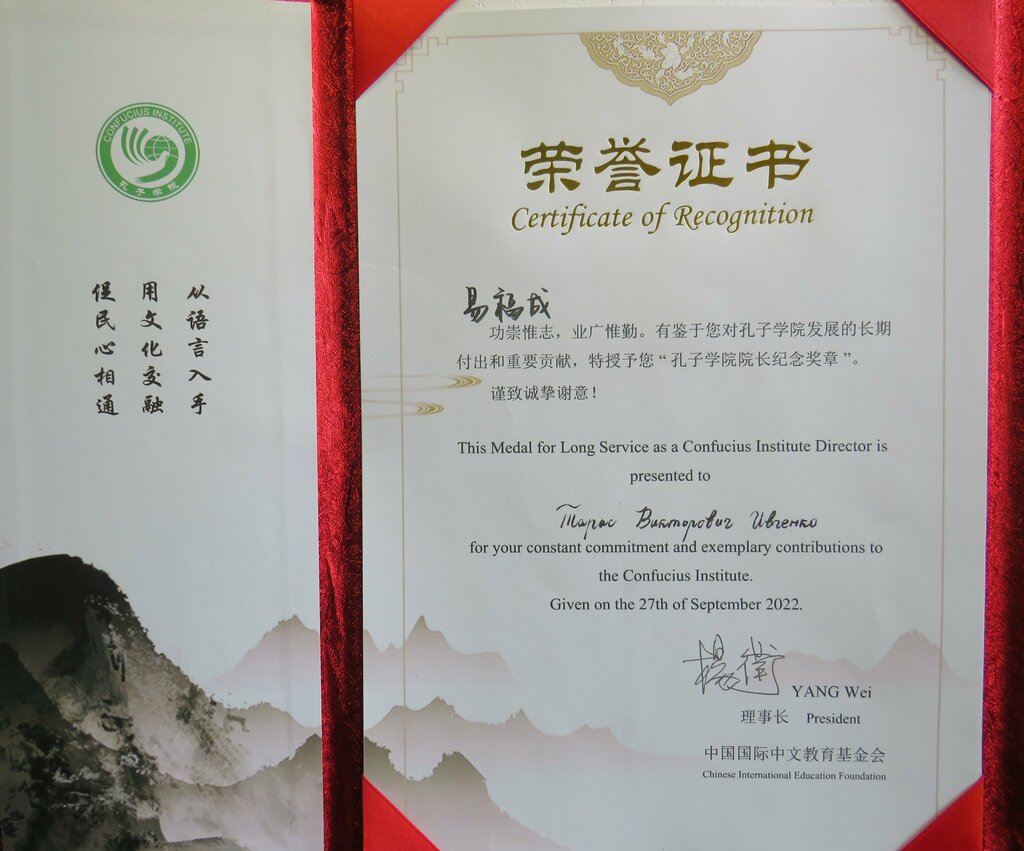 CONFUCIUS INSTITUTE
孔子学院
从语言入手
用文化交融
促民心相通
荣誉证书
Certificate of Recognition
易福成
功崇惟志，业广惟勤。有鉴于您对孔子学院发展的长期
付出和重要贡献，特授予您“孔子学院院长纪念奖章”。
谨致诚挚谢意！
This Medal for Long Service as a Confucius Institute Director is
presented to
Тарас Викторович Ивченко
for your constant commitment and exemplary contributions to
the Confucius Institute.
Given on the 27th of September 2022.
楊衛
YANG Wei
理事长 President
中国国际中文教育基金会
Chinese International Education Foundation